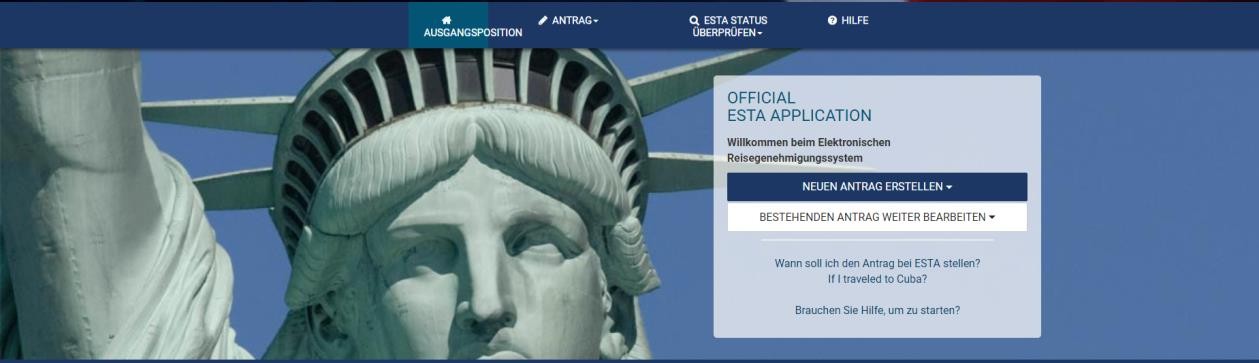 AUSGANGSPOSITION
ANTRAG
ESTA STATUS
ÜBERPRÜFEN
HILFE
OFFICIAL
ESTA APPLICATION
Willkommen beim Elektronischen
Reisegenehmigungssystem
NEUEN ANTRAG ERSTELLEN
BESTEHENDEN ANTRAG WEITER BEARBEITEN
Wann soll ich den Antrag bei ESTA stellen?
If I traveled to Cuba?
Brauchen Sie Hilfe, um zu starten?